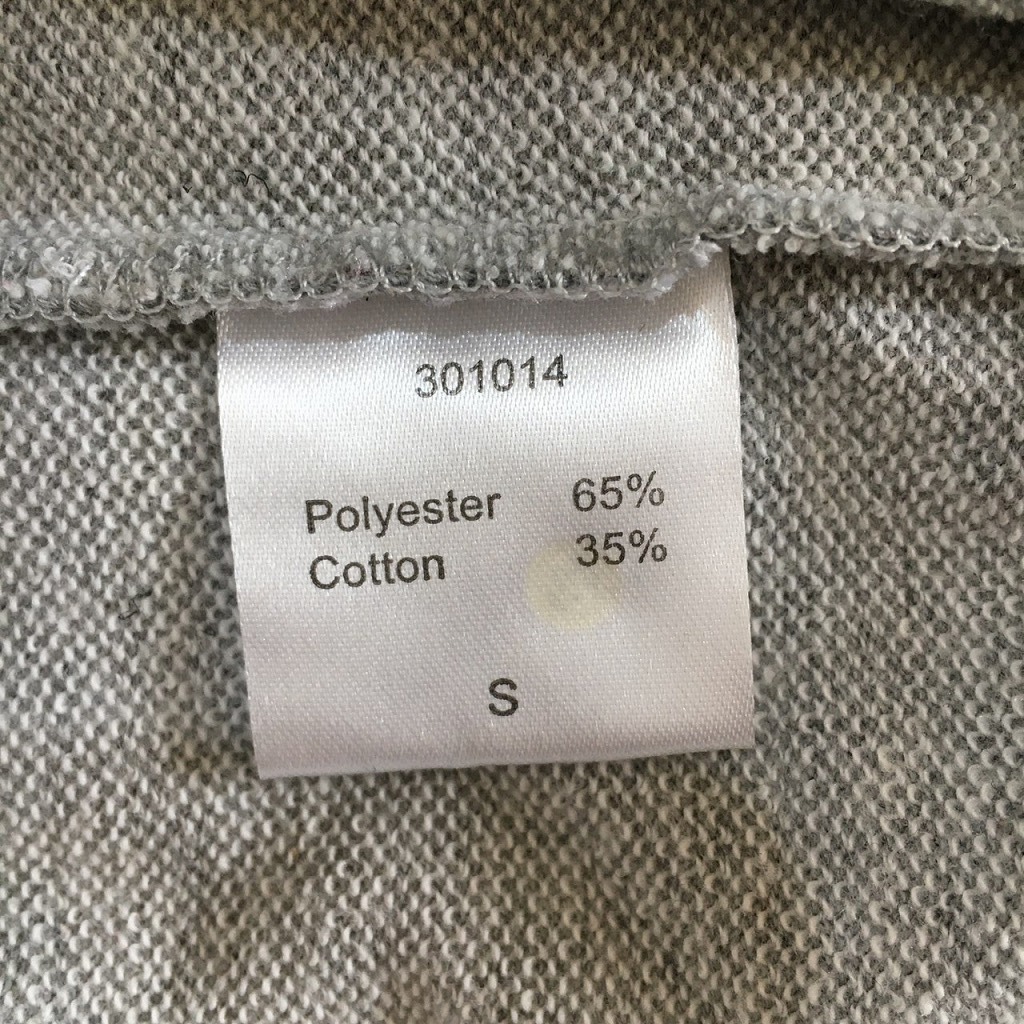 301014
Polyester 65%
Cotton 35%
S